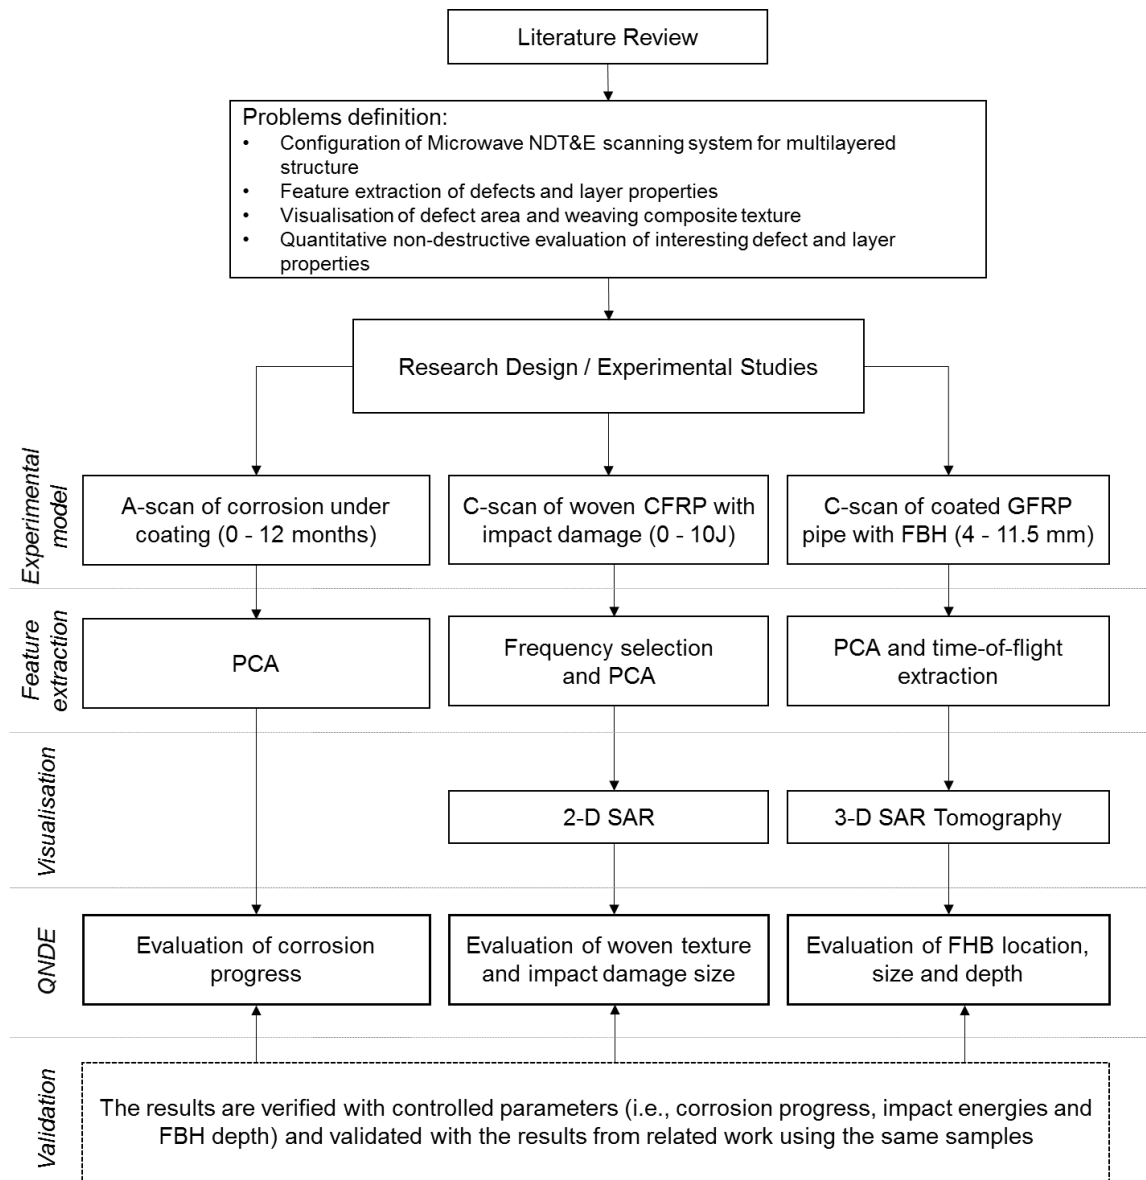 Literature Review
Problems definition:
• Configuration of Microwave NDT&E scanning system for multilayered
structure
• Feature extraction of defects and layer properties
• Visualisation of defect area and weaving composite texture
• Quantitative non-destructive evaluation of interesting defect and layer
properties
Research Design / Experimental Studies
Experimental
model
A-scan of corrosion under
coating (0 - 12 months)
C-scan of woven CFRP with
impact damage (0 - 10J)
C-scan of coated GFRP
pipe with FBH (4 - 11.5 mm)
Feature
extraction
PCA
Frequency selection
and PCA
PCA and time-of-flight
extraction
Visualisation
2-D SAR
3-D SAR Tomography
QNDE
Evaluation of corrosion
progress
Evaluation of woven texture
and impact damage size
Evaluation of FHB location,
size and depth
Validation
The results are verified with controlled parameters (i.e., corrosion progress, impact energies and
FBH depth) and validated with the results from related work using the same samples